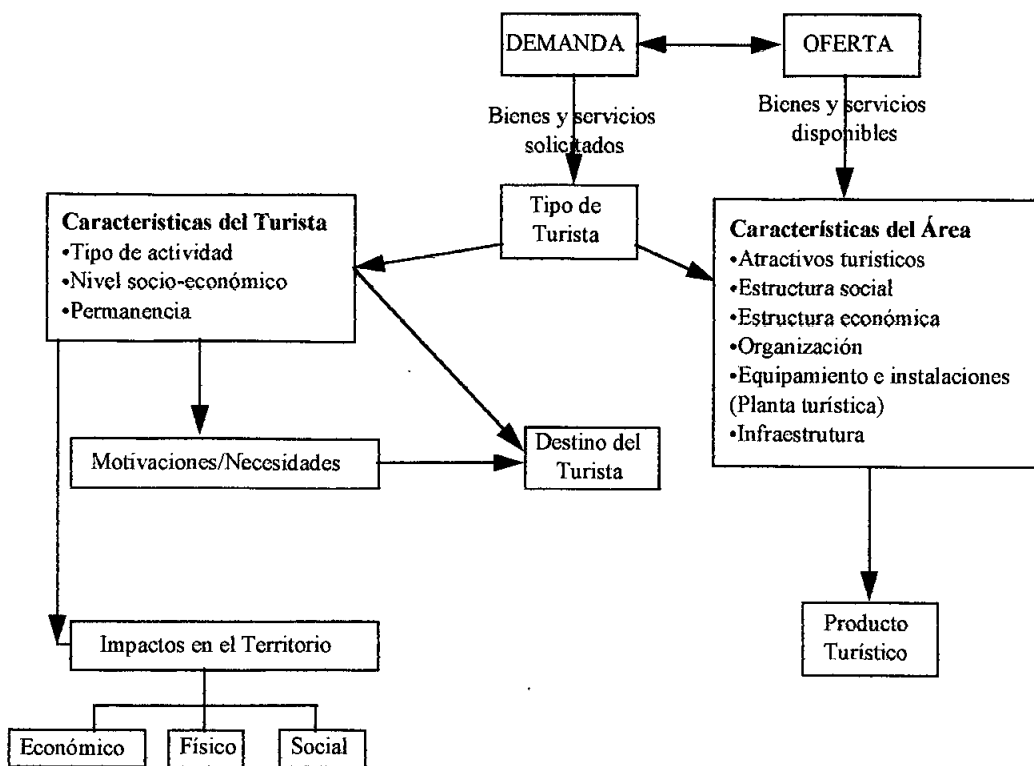 DEMANDA
OFERTA
Bienes y servicios
solicitados
Bienes y servicios
disponibles
Tipo de
Turista
Características del Turista
•Tipo de actividad
•Nivel socio-económico
•Permanencia
Características del Área
•Atractivos turísticos
•Estructura social
•Estructura económica
•Organización
•Equipamiento e instalaciones
(Planta turística)
•Infraestrutura
Motivaciones/Necesidades
Destino del
Turista
Impactos en el Territorio
Producto
Turístico
Económico
Físico
Social